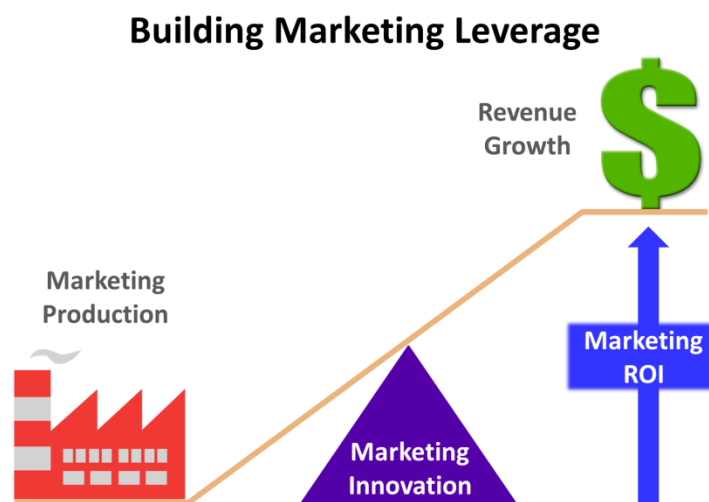 Building Marketing Leverage
Revenue
Growth
Marketing
Production
Marketing
ROI
Marketing
Innovation